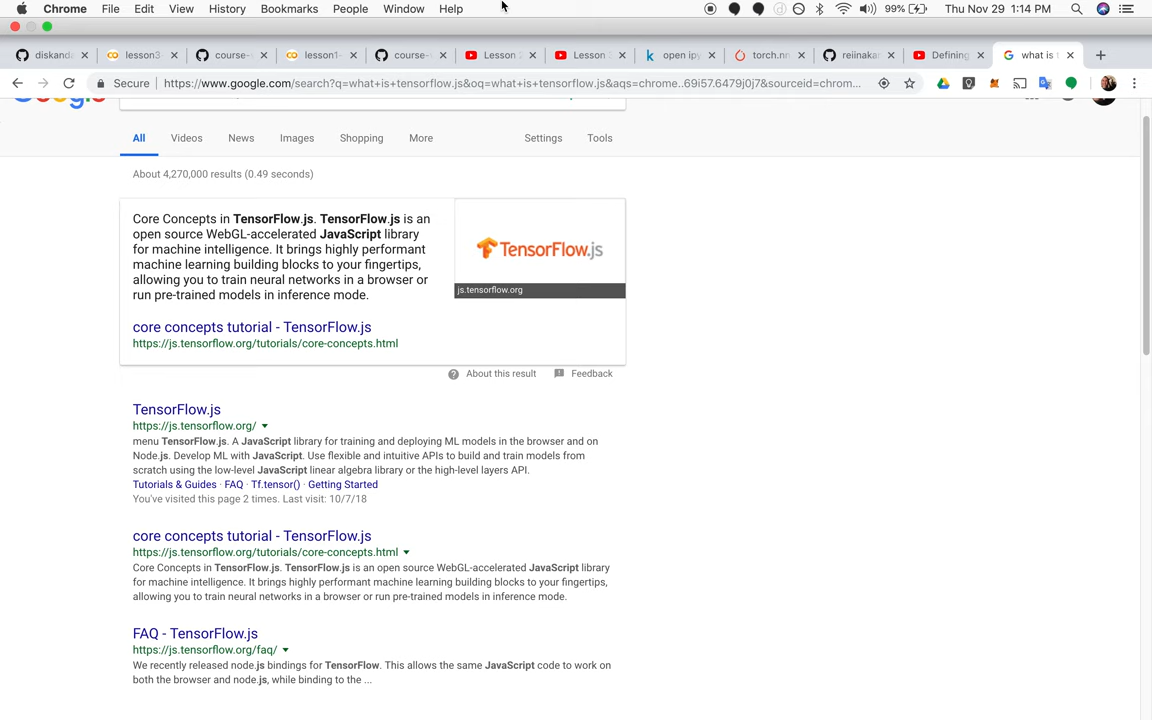 Chrome File Edit View History Bookmarks People Window Help 99% Thu Nov 29 1:14 PM
diskanda lesson3- course- lesson1- course- Lesson 2 Lesson 3 open ipy torch.nn reiinakan Defining what is t
Secure https://www.google.com/search?q=what+is+tensorflow.js&oq=what+is+tensorflow.js&aqs=chrome..69i57.6479j0j7&sourceid=chrom...
All Videos News Images Shopping More Settings Tools
About 4,270,000 results (0.49 seconds)
Core Concepts in TensorFlow.js. TensorFlow.js is an
open source WebGL-accelerated JavaScript library
for machine intelligence. It brings highly performant
machine learning building blocks to your fingertips,
allowing you to train neural networks in a browser or
run pre-trained models in inference mode.
TensorFlow.js
js.tensorflow.org
core concepts tutorial - TensorFlow.js
https://js.tensorflow.org/tutorials/core-concepts.html
About this result Feedback
TensorFlow.js
https://js.tensorflow.org/
menu TensorFlow.js. A JavaScript library for training and deploying ML models in the browser and on
Node.js. Develop ML with JavaScript. Use flexible and intuitive APIs to build and train models from
scratch using the low-level JavaScript linear algebra library or the high-level layers API.
Tutorials & Guides · FAQ · Tf.tensor() · Getting Started
You've visited this page 2 times. Last visit: 10/7/18
core concepts tutorial - TensorFlow.js
https://js.tensorflow.org/tutorials/core-concepts.html
Core Concepts in TensorFlow.js. TensorFlow.js is an open source WebGL-accelerated JavaScript library
for machine intelligence. It brings highly performant machine learning building blocks to your fingertips,
allowing you to train neural networks in a browser or run pre-trained models in inference mode.
FAQ - TensorFlow.js
https://js.tensorflow.org/faq/
We recently released node.js bindings for TensorFlow. This allows the same JavaScript code to work on
both the browser and node.js, while binding to the ...